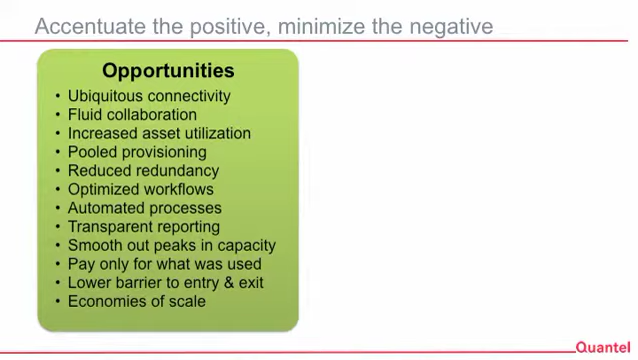 Accentuate the positive, minimize the negative
Opportunities
• Ubiquitous connectivity
• Fluid collaboration
• Increased asset utilization
• Pooled provisioning
• Reduced redundancy
• Optimized workflows
• Automated processes
• Transparent reporting
• Smooth out peaks in capacity
• Pay only for what was used
• Lower barrier to entry & exit
• Economies of scale
Quantel